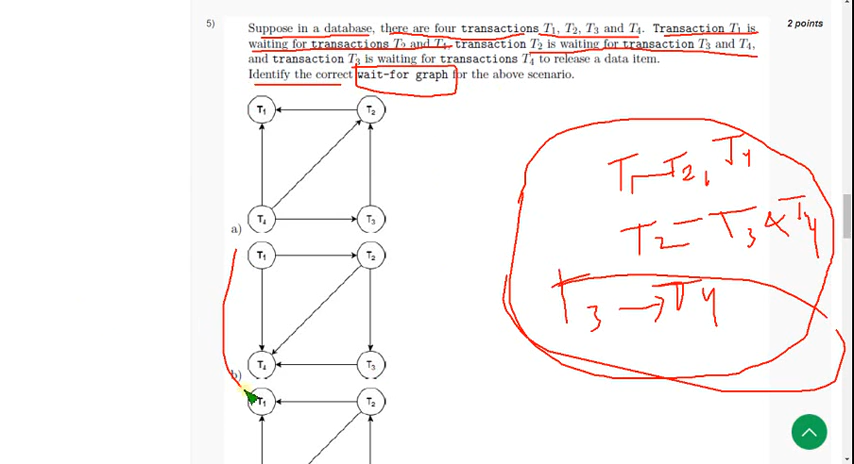 5)
Suppose in a database, there are four transactions T1, T2, T3 and T4. Transaction T1 is
2 points
waiting for transactions T2 and T4, transaction T2 is waiting for transaction T3 and T4,
and transaction T3 is waiting for transactions T4 to release a data item.
Identify the correct wait-for graph for the above scenario.
T1 T2
T4 T3
a)
T1 T2
T4 T3
b)
T1 T2
T1–T2, T4
T2–T3 & T4
T3 → T4